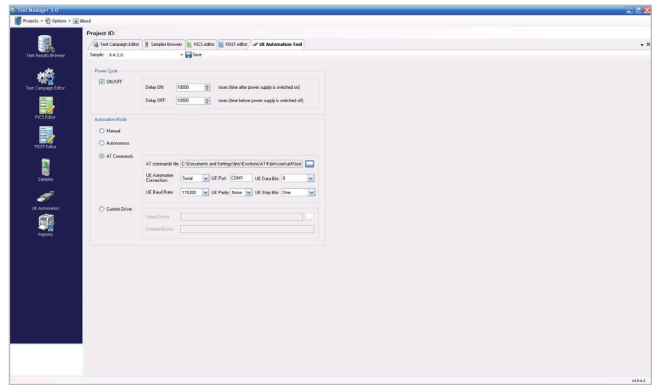 Test Manager 3.0
Projects Options About
Project ID:
Test Campaign Editor Samples Browser PICS editor PIXIT editor UE Automation Tool
Sample: 9.4.2.0 Save
Test Results Browser
Test Campaign Editor
PICS Editor
PIXIT Editor
Samples
UE Automation
Reports
Power Cycle
ON/OFF
Delay ON: 10000 msec (time after power supply is switched on)
Delay OFF: 10000 msec (time before power supply is switched off)
Automation Mode
Manual
Autonomous
AT Commands
AT commands file
UE Automation Connection: Serial UE Port COM1 UE Data Bits 8
UE Baud Rate 115200 UE Parity None UE Stop Bits One
Custom Driver
Select Driver
Command Line